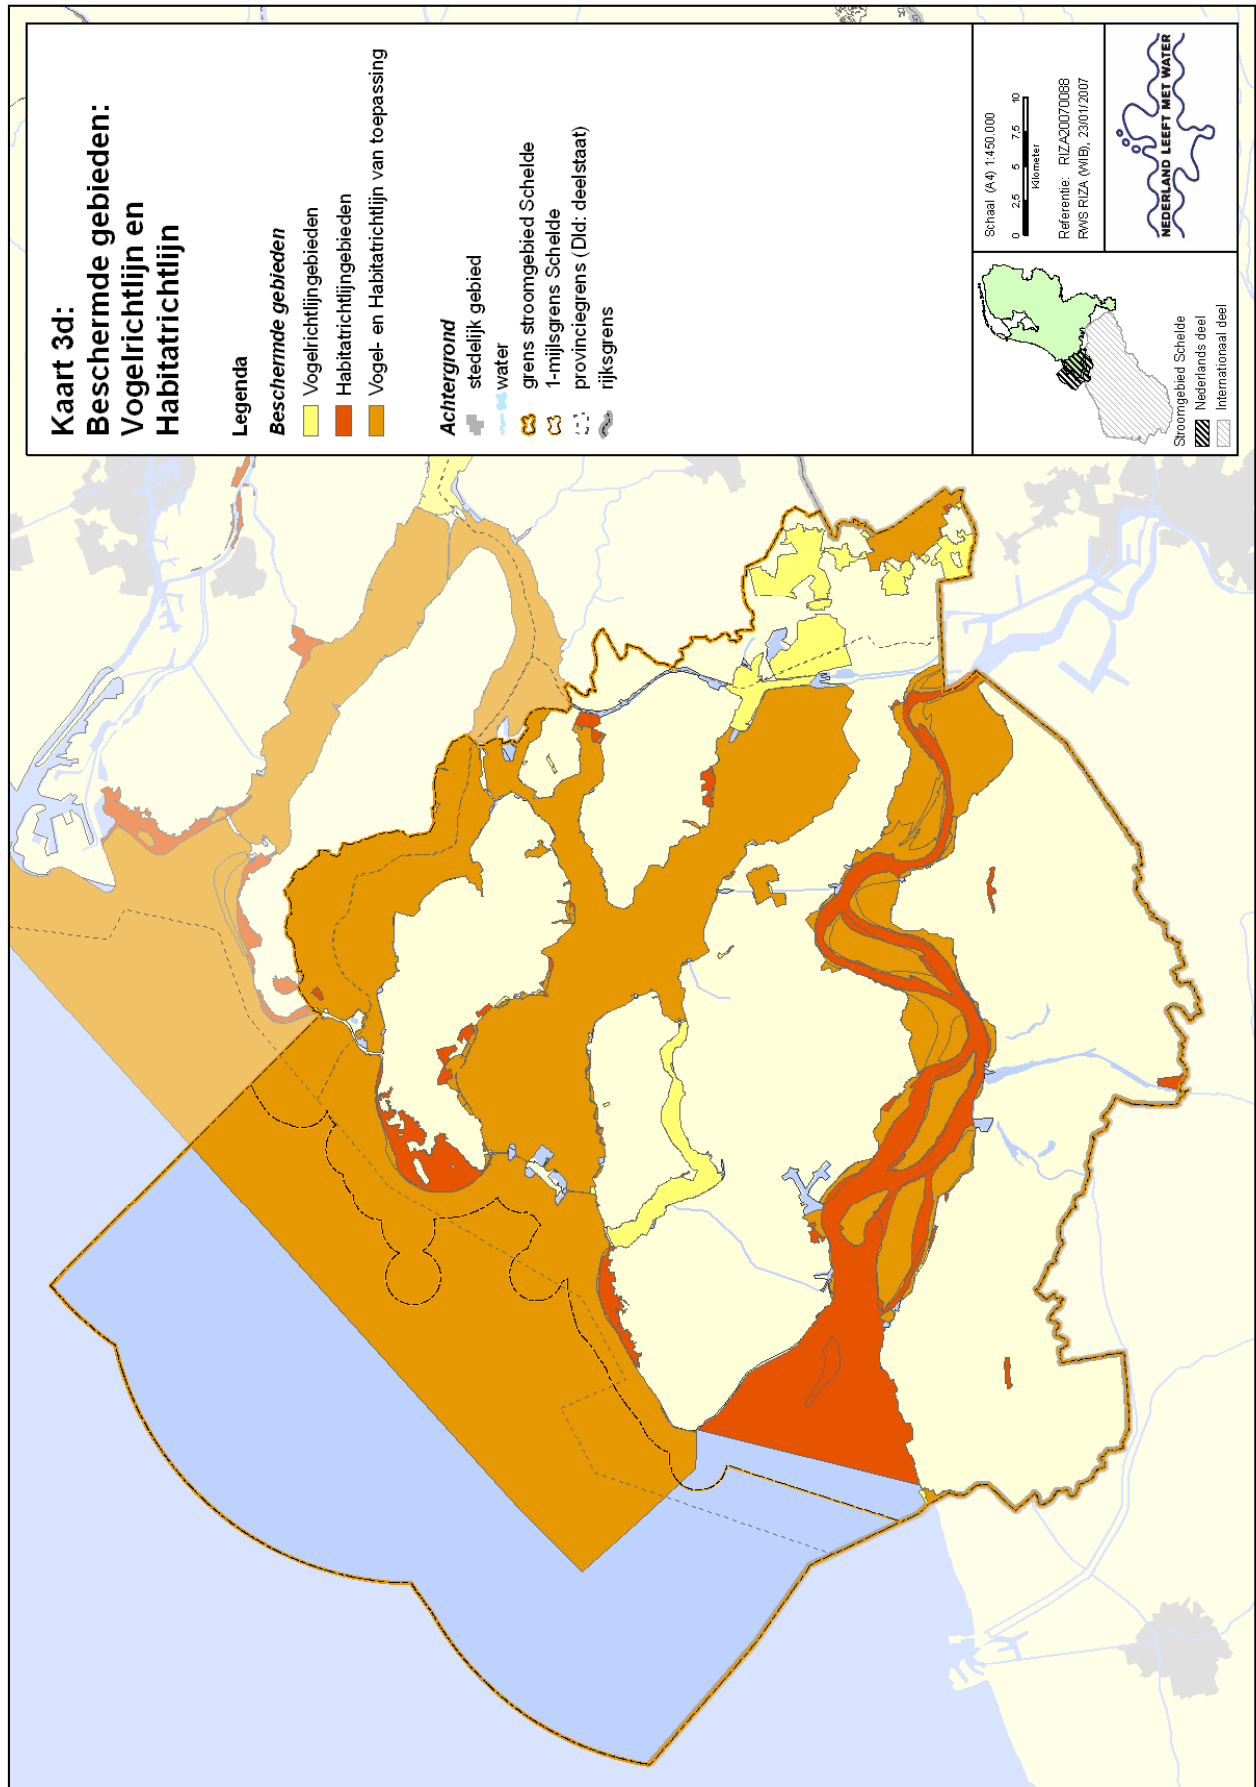 Kaart 3d:
Beschermde gebieden:
Vogelrichtlijn en
Habitatrichtlijn
Legenda
Beschermde gebieden
Vogelrichtlijngebieden
Habitatrichtlijngebieden
Vogel- en Habitatrichtlijn van toepassing
Achtergrond
stedelijk gebied
water
grens stroomgebied Schelde
1-mijlsgrens Schelde
provinciegrens (Dld: deelstaat)
rijksgrens
Stroomgebied Schelde
Nederlands deel
Internationaal deel
Schaal (A4) 1:450.000
0 2,5 5 7,5 10
Kilometer
Referentie: RIZA20070088
RWS RIZA (WIB), 23/01/2007
NEDERLAND LEEFT MET WATER